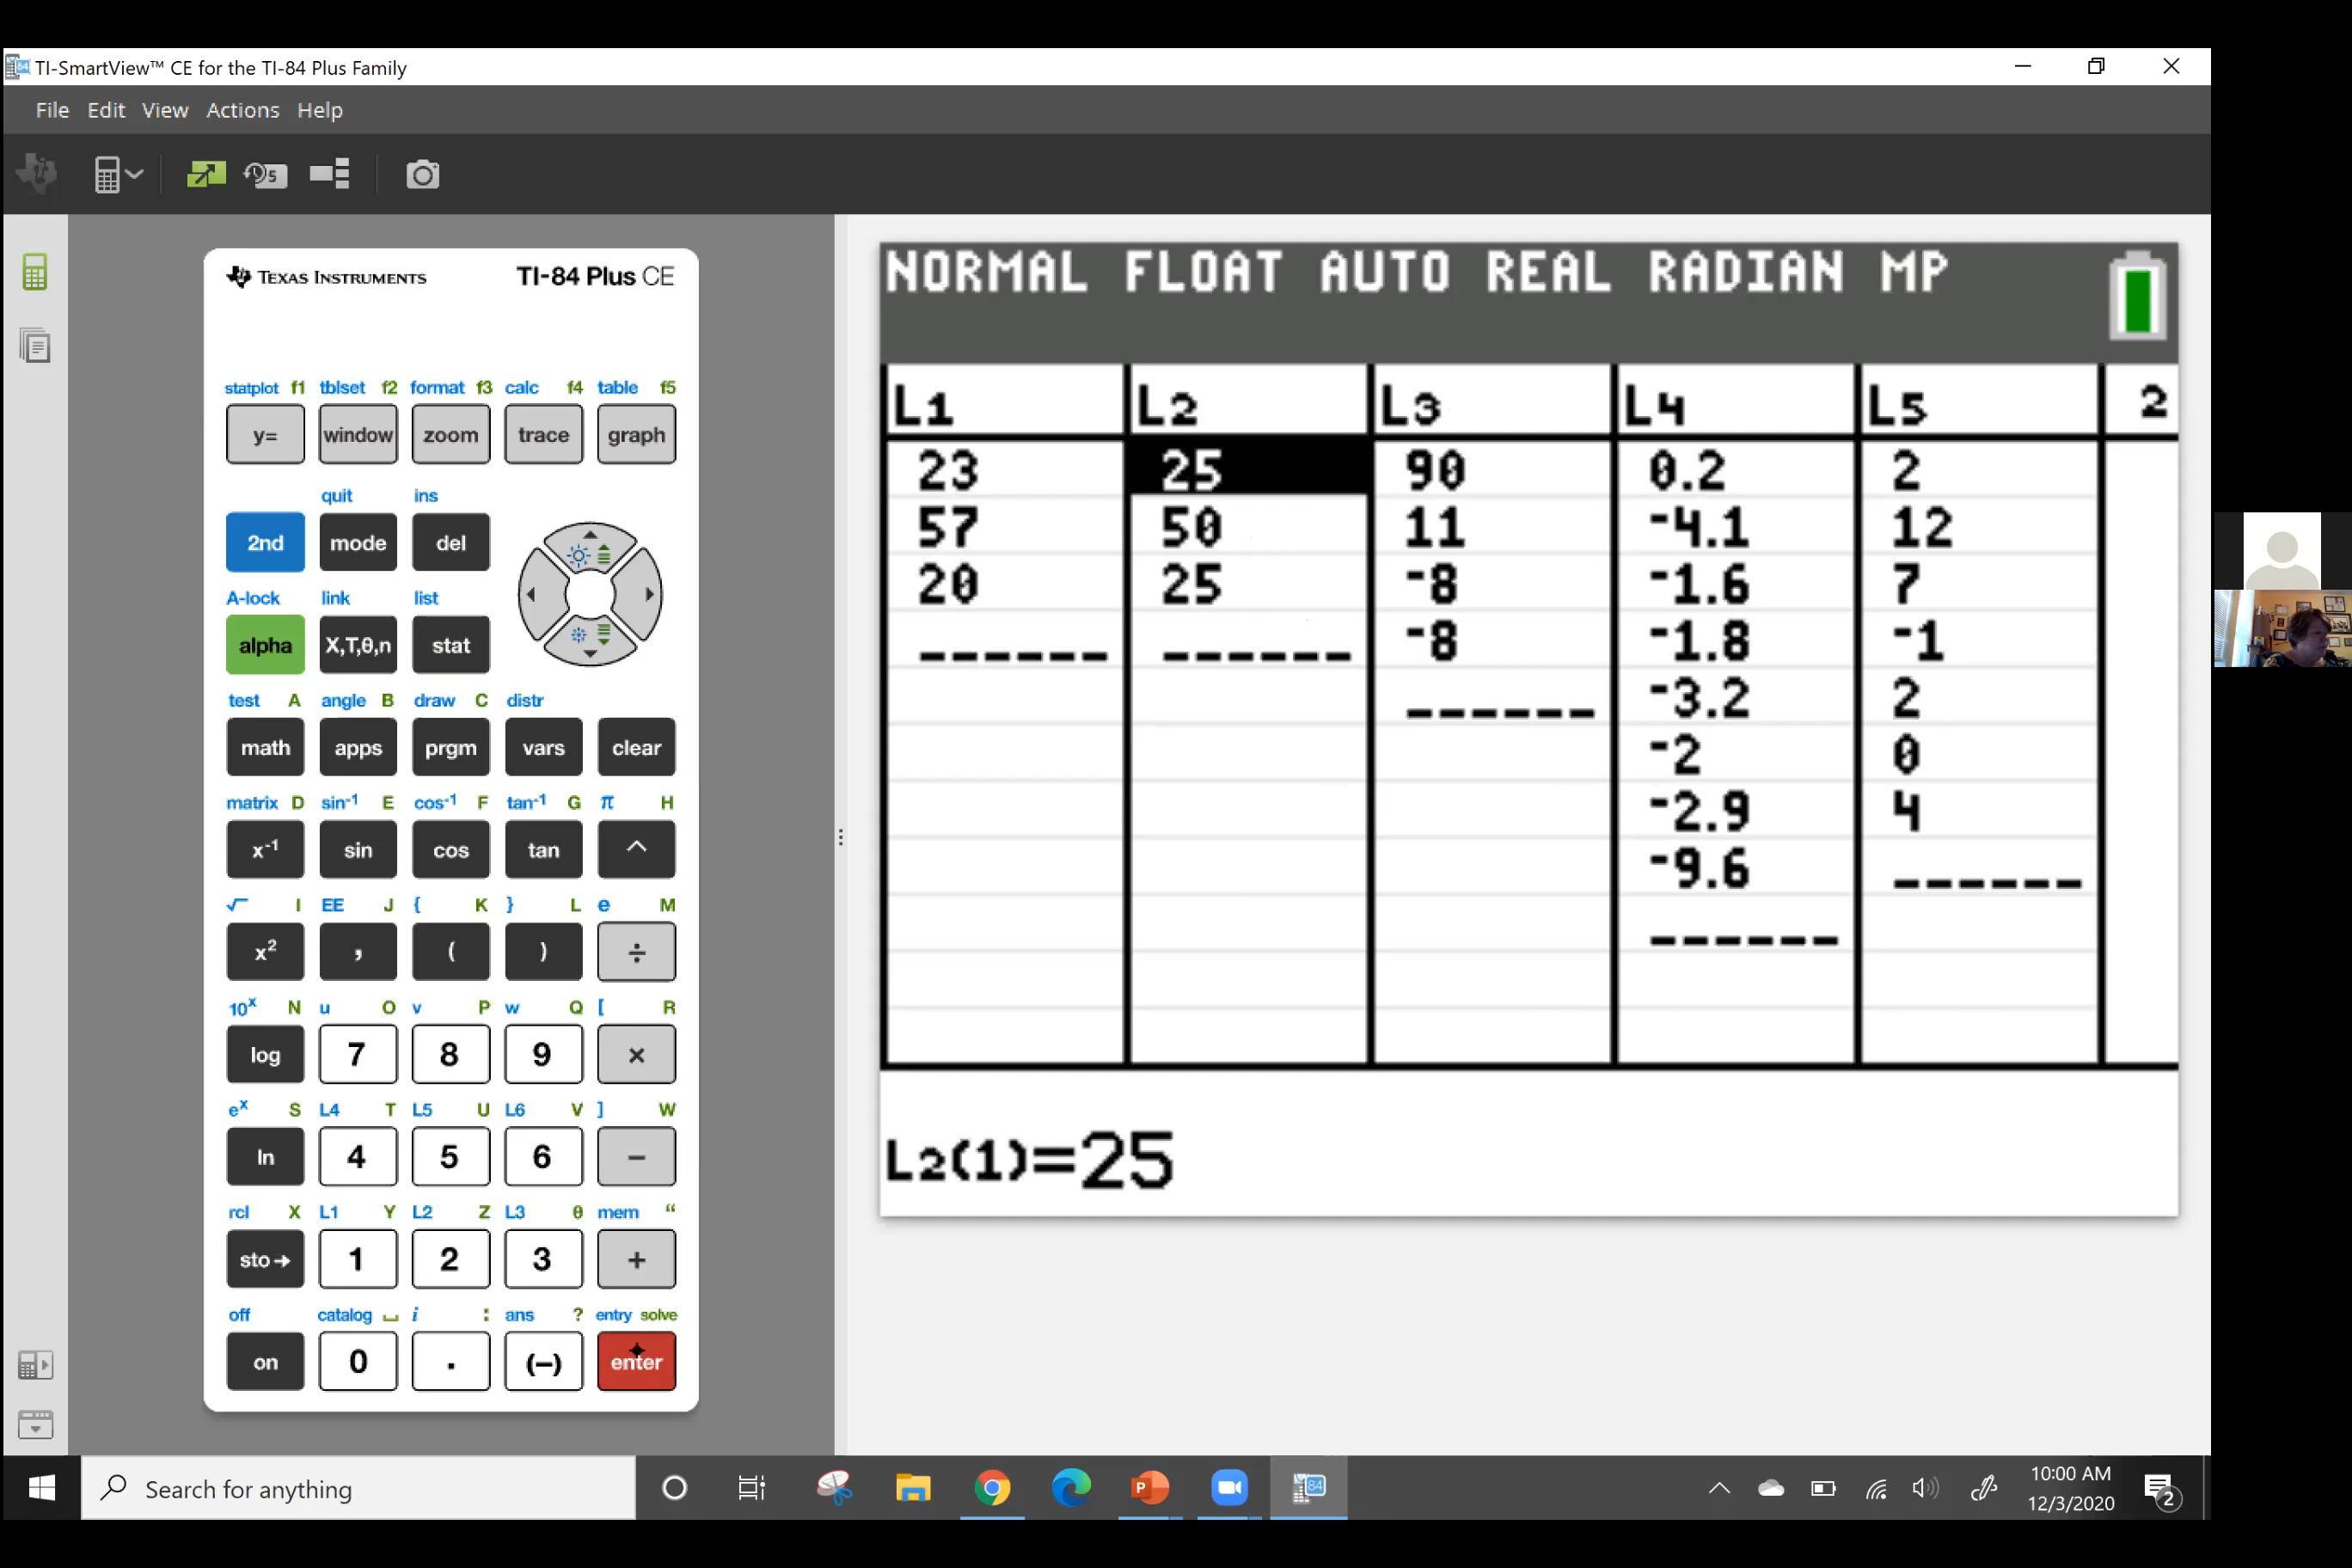 TI-SmartView™ CE for the TI-84 Plus Family
File Edit View Actions Help
TEXAS INSTRUMENTS TI-84 Plus CE
statplot f1 tblset f2 format f3 calc f4 table f5
y= window zoom trace graph
quit ins
2nd mode del
A-lock link list
alpha X,T,θ,n stat
test A angle B draw C distr
math apps prgm vars clear
matrix D sin-1 E cos-1 F tan-1 G π H
x-1 sin cos tan ^
√ I EE J { K } L e M
x² , ( ) ÷
10x N u O v P w Q [ R
log 7 8 9 ×
ex S L4 T L5 U L6 V ] W
ln 4 5 6 −
rcl X L1 Y L2 Z L3 θ mem “
sto→ 1 2 3 +
off catalog ⎵ i : ans ? entry solve
on 0 . (−) enter
NORMAL FLOAT AUTO REAL RADIAN MP
L1 L2 L3 L4 L5 2
23 25 90 0.2 2
57 50 11 -4.1 12
20 25 -8 -1.6 7
------ ------ -8 -1.8 -1
------ -3.2 2
-2 0
-2.9 4
-9.6 ------
------
L2(1)=25
Search for anything
10:00 AM
12/3/2020
2